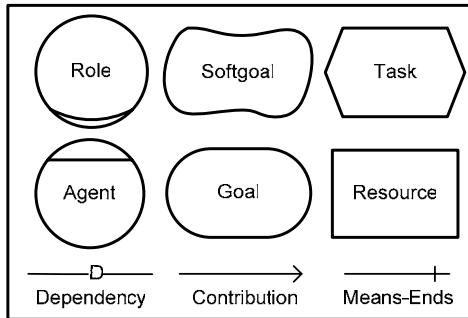 Role Softgoal Task
Agent Goal Resource
D
Dependency Contribution Means-Ends